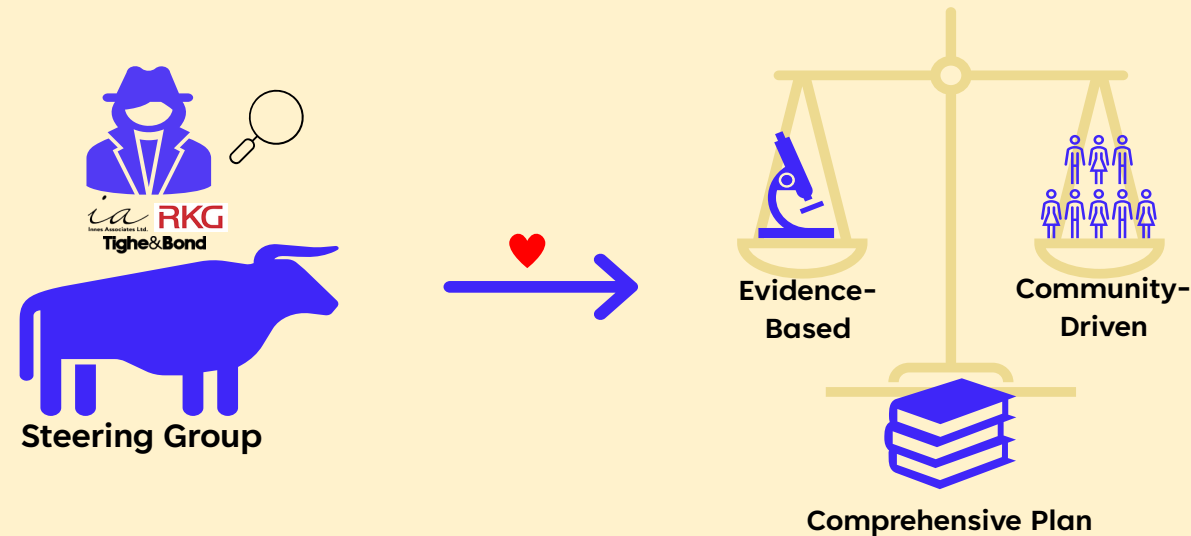 ia RKG
Innes Associates Ltd.
Tighe&Bond
Steering Group
Evidence-
Based
Community-
Driven
Comprehensive Plan